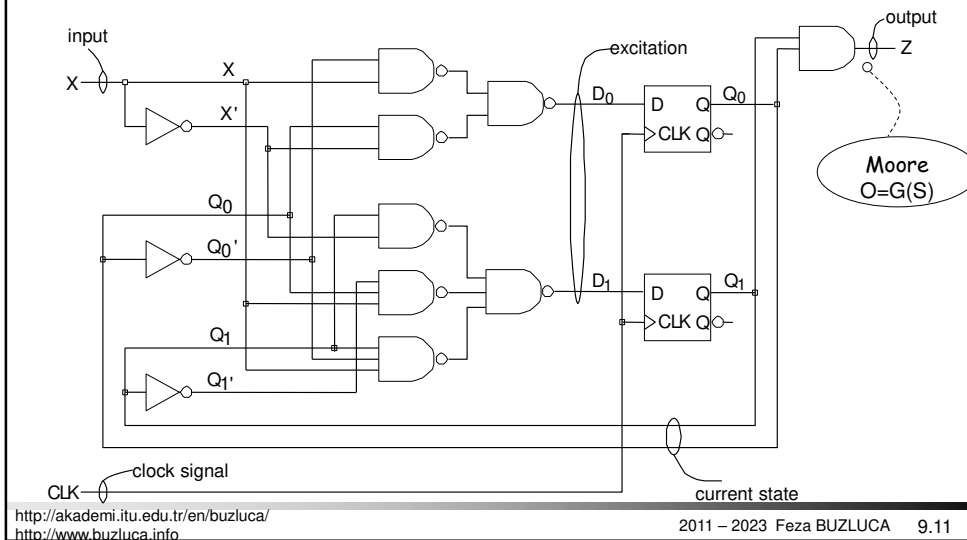 output
input
excitation
X
X
Z
D0
D
Q
Q0
X'
CLK
Q
Moore
O=G(S)
Q0
Q0'
D1
D
Q
Q1
CLK
Q
Q1
Q1'
clock signal
CLK
current state
http://akademi.itu.edu.tr/en/buzluca/
http://www.buzluca.info
2011 – 2023 Feza BUZLUCA 9.11